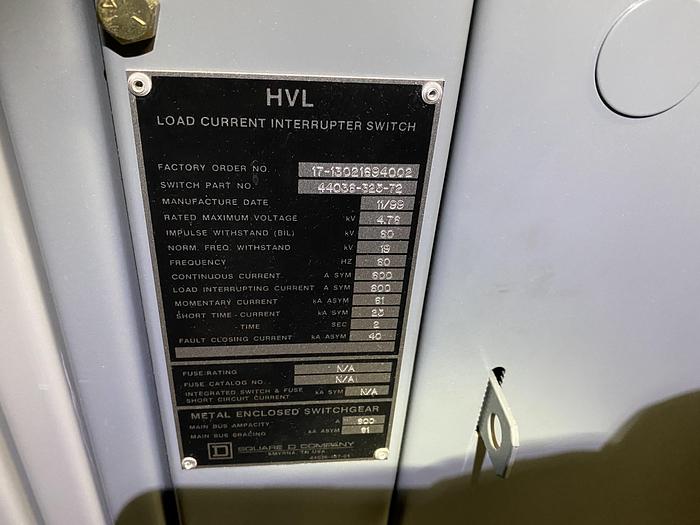 HVL
LOAD CURRENT INTERRUPTER SWITCH
FACTORY ORDER NO. 17-13021694002
SWITCH PART NO. 44036-323-72
MANUFACTURE DATE 11/99
RATED MAXIMUM VOLTAGE kV 4.76
IMPULSE WITHSTAND (BIL) kV 60
NORM. FREQ. WITHSTAND kV 19
FREQUENCY HZ 60
CONTINUOUS CURRENT A SYM 600
LOAD INTERRUPTING CURRENT A SYM 600
MOMENTARY CURRENT kA ASYM 61
SHORT TIME - CURRENT kA SYM
- TIME SEC 2
FAULT CLOSING CURRENT kA ASYM 40
FUSE RATING N/A
FUSE CATALOG NO. N/A
INTEGRATED SWITCH & FUSE
SHORT CIRCUIT CURRENT kA SYM N/A
METAL ENCLOSED SWITCHGEAR
MAIN BUS AMPACITY A 600
MAIN BUS BRACING kA ASYM 61
D SQUARE D COMPANY
SMYRNA, TN USA